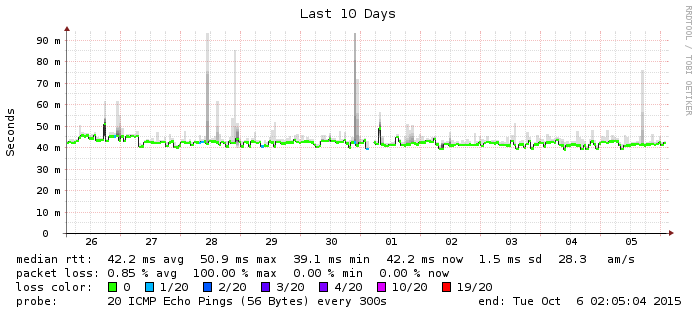 Last 10 Days
RRDTOOL / TOBI OETIKER
Seconds
90 m
80 m
70 m
60 m
50 m
40 m
30 m
20 m
10 m
0
26 27 28 29 30 01 02 03 04 05
median rtt: 42.2 ms avg 50.9 ms max 39.1 ms min 42.2 ms now 1.5 ms sd 28.3 am/s
packet loss: 0.85 % avg 100.00 % max 0.00 % min 0.00 % now
loss color: 0 1/20 2/20 3/20 4/20 10/20 19/20
probe: 20 ICMP Echo Pings (56 Bytes) every 300s end: Tue Oct 6 02:05:04 2015